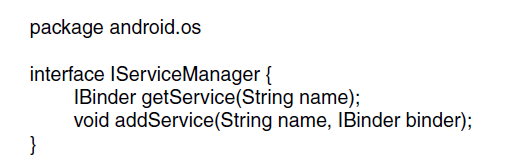 package android.os
interface IServiceManager {
IBinder getService(String name);
void addService(String name, IBinder binder);
}